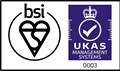 bsi
UKAS
MANAGEMENT
SYSTEMS
0003